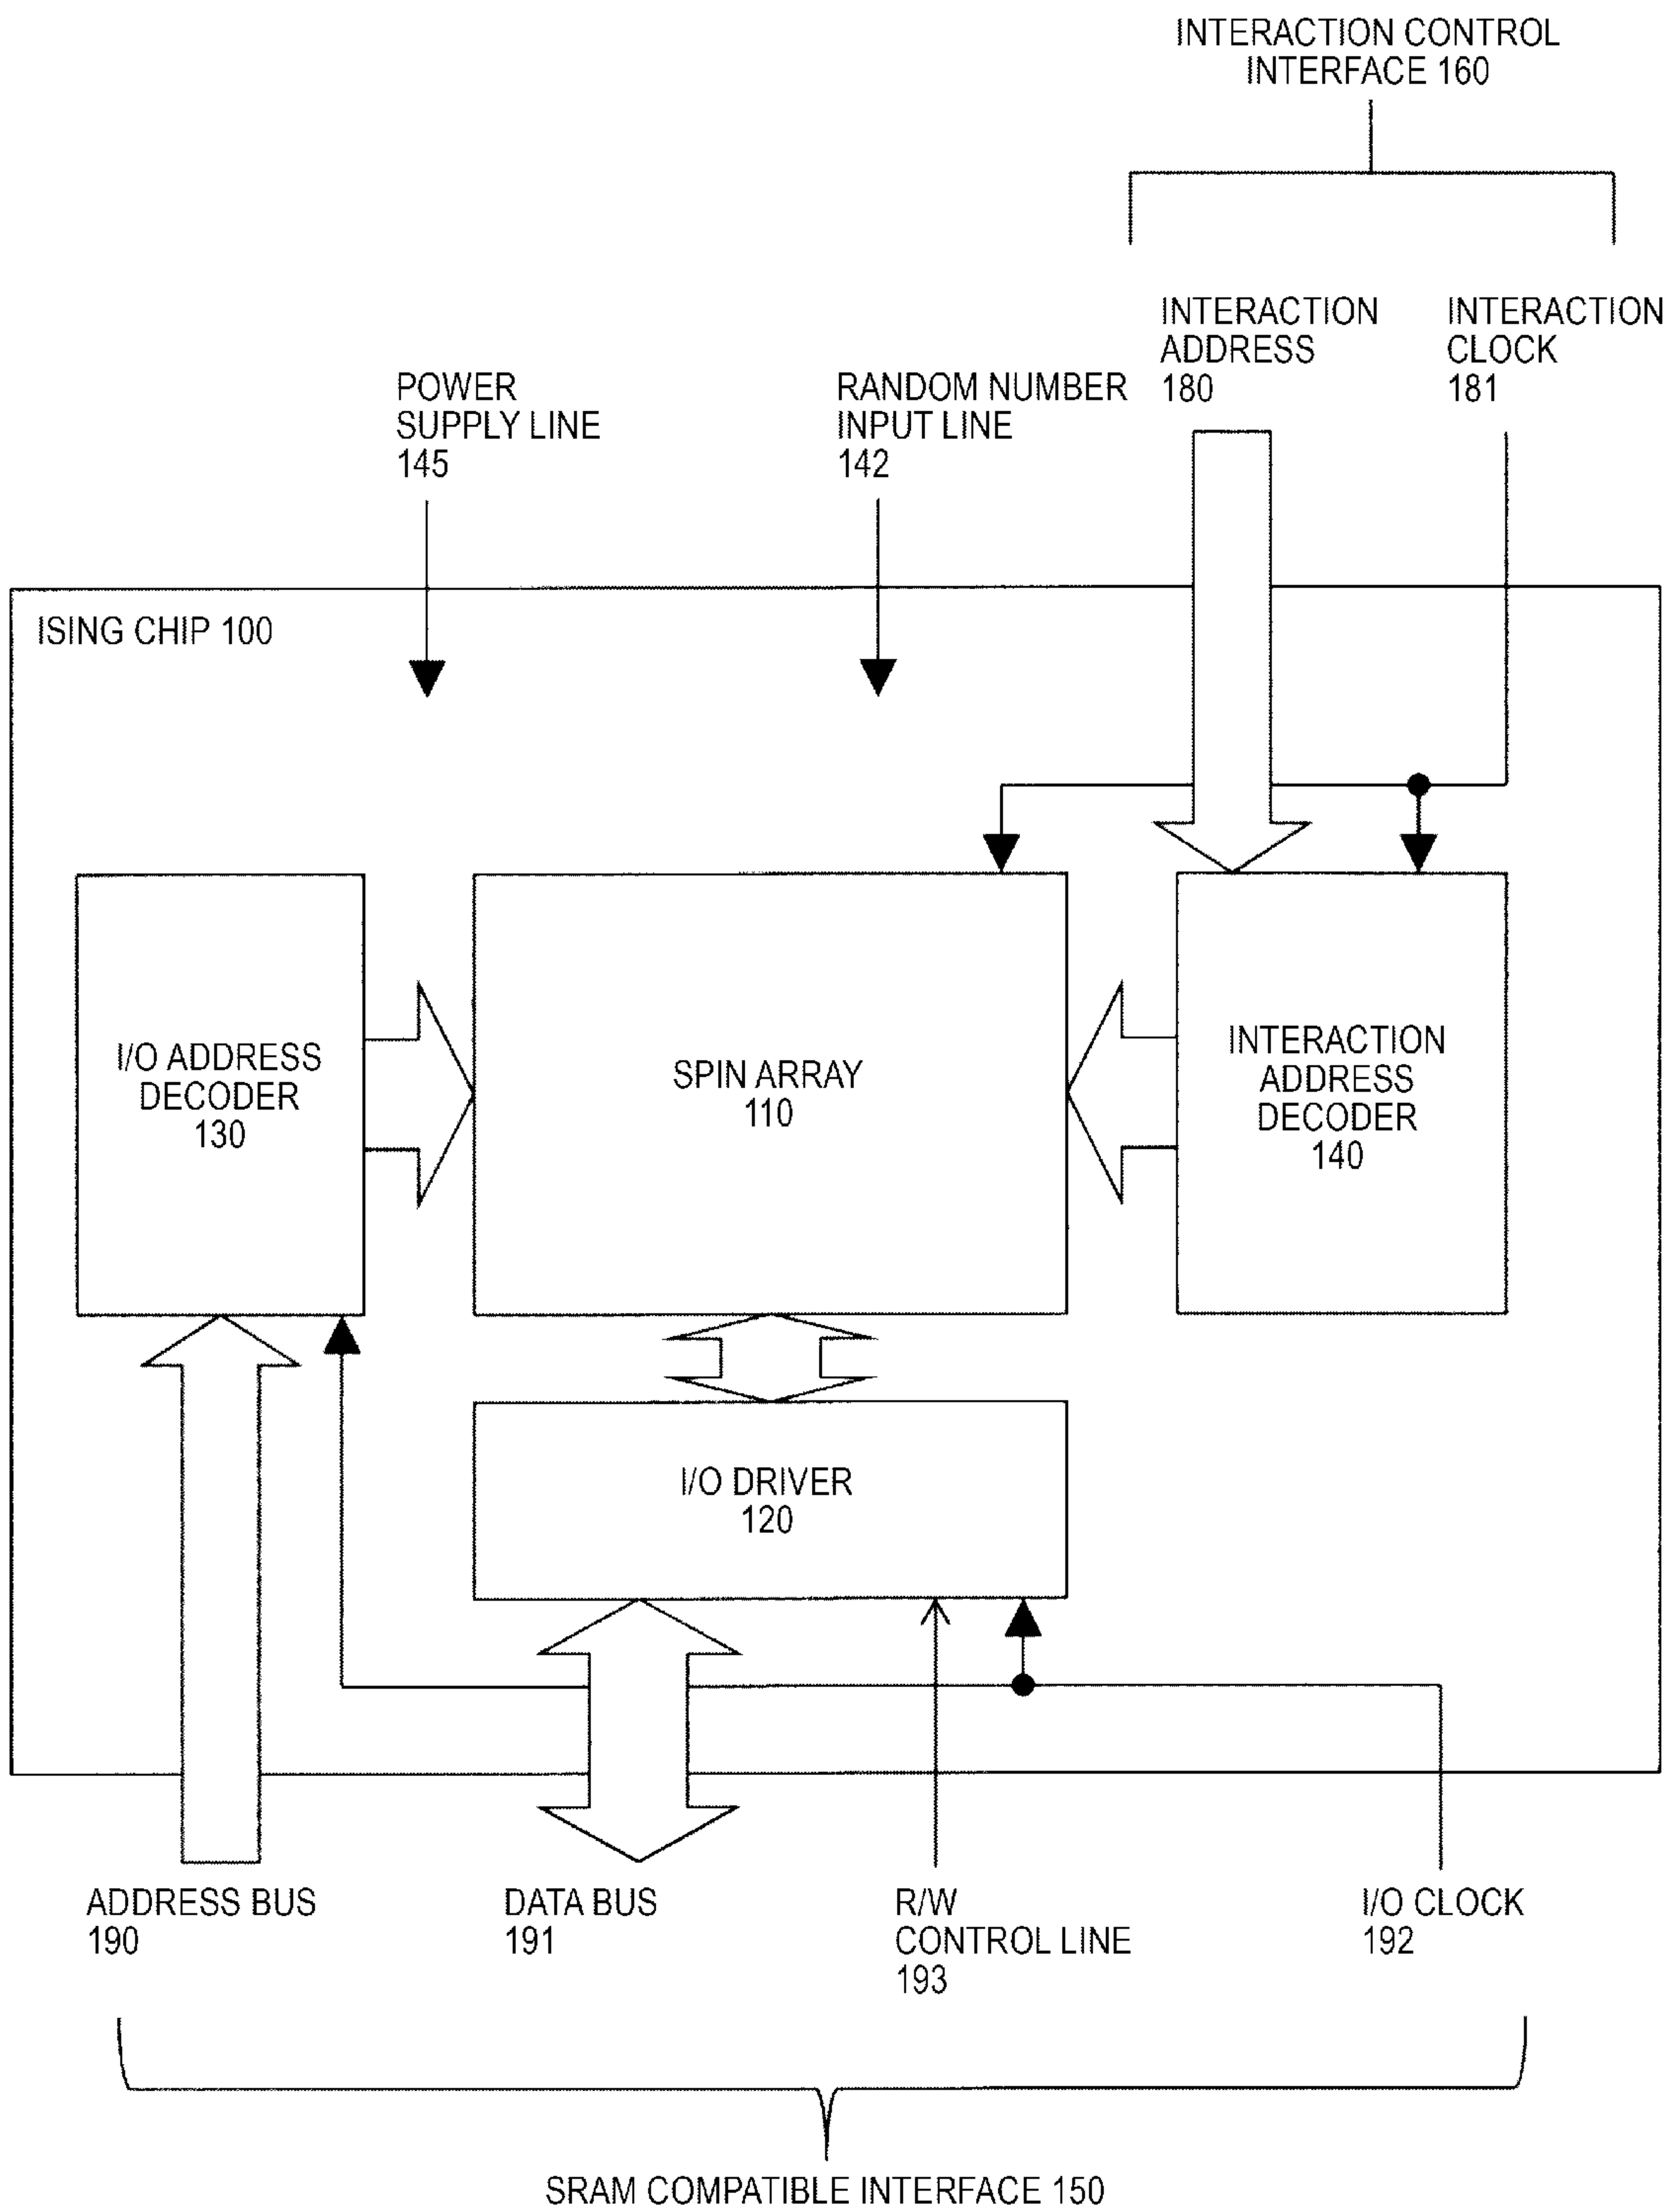 INTERACTION CONTROL
INTERFACE 160
INTERACTION
ADDRESS
180
INTERACTION
CLOCK
181
POWER
SUPPLY LINE
145
RANDOM NUMBER
INPUT LINE
142
ISING CHIP 100
I/O ADDRESS
DECODER
130
SPIN ARRAY
110
INTERACTION
ADDRESS
DECODER
140
I/O DRIVER
120
ADDRESS BUS
190
DATA BUS
191
R/W
CONTROL LINE
193
I/O CLOCK
192
SRAM COMPATIBLE INTERFACE 150